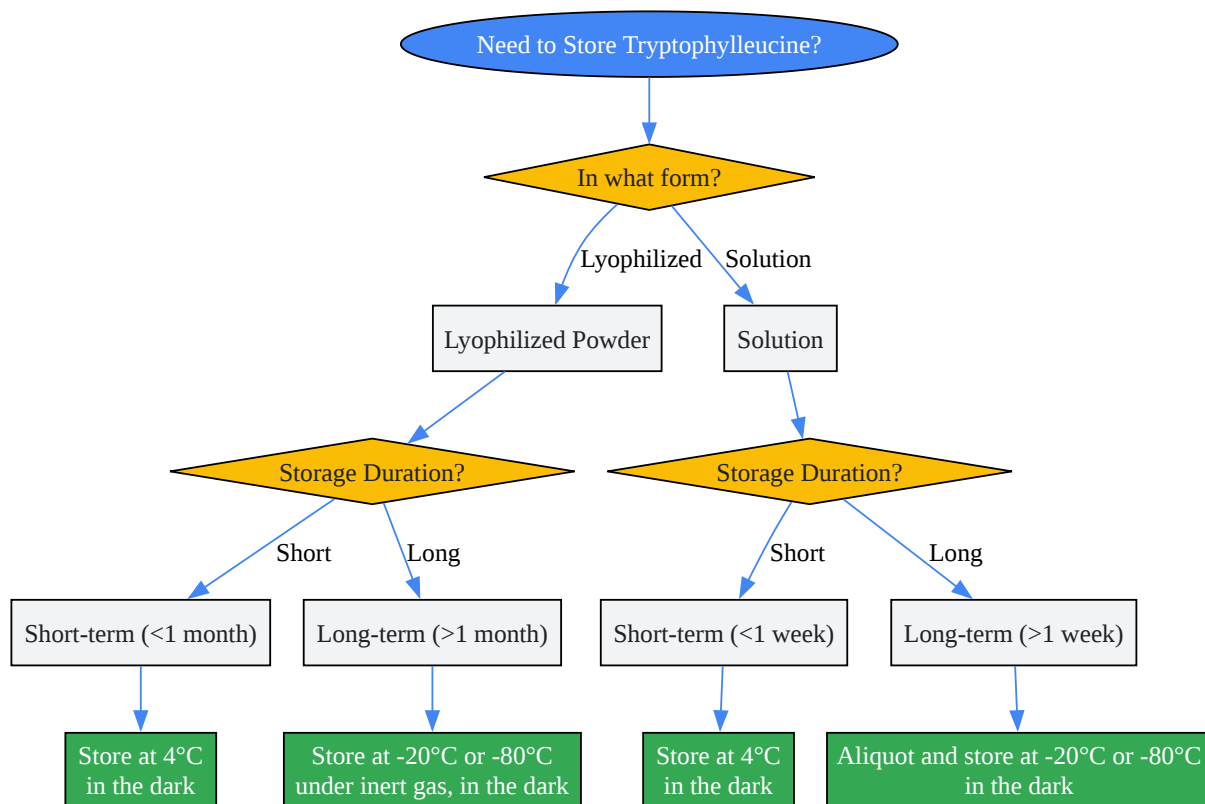 Need to Store Tryptophylleucine?
In what form?
Lyophilized
Solution
Lyophilized Powder
Solution
Storage Duration?
Storage Duration?
Short
Long
Short
Long
Short-term (<1 month)
Long-term (>1 month)
Short-term (<1 week)
Long-term (>1 week)
Store at 4°C
in the dark
Store at -20°C or -80°C
under inert gas, in the dark
Store at 4°C
in the dark
Aliquot and store at -20°C or -80°C
in the dark